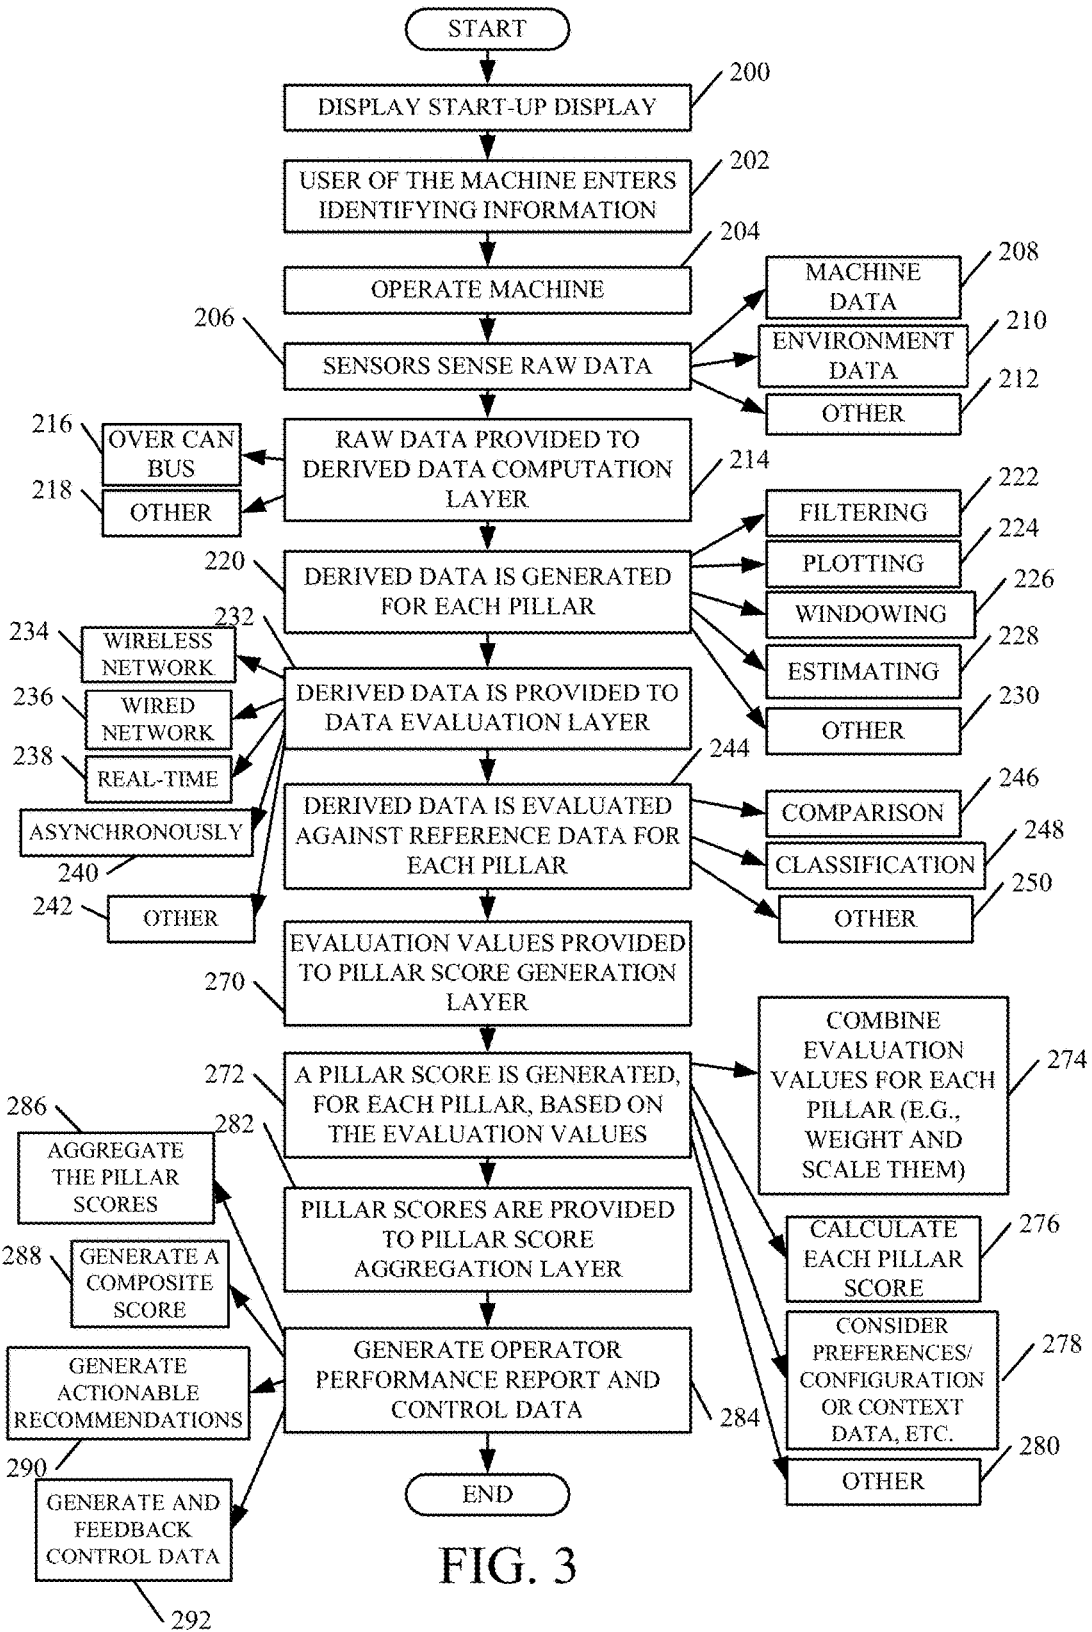 START
200
DISPLAY START-UP DISPLAY
202
USER OF THE MACHINE ENTERS
IDENTIFYING INFORMATION
204
OPERATE MACHINE
208
MACHINE
DATA
206
SENSORS SENSE RAW DATA
210
ENVIRONMENT
DATA
212
OTHER
216
OVER CAN
BUS
218
OTHER
RAW DATA PROVIDED TO
DERIVED DATA COMPUTATION
LAYER
214
222
FILTERING
224
PLOTTING
220
DERIVED DATA IS GENERATED
FOR EACH PILLAR
226
WINDOWING
228
ESTIMATING
230
OTHER
232
234
WIRELESS
NETWORK
236
WIRED
NETWORK
238
REAL-TIME
ASYNCHRONOUSLY
240
242
OTHER
DERIVED DATA IS PROVIDED TO
DATA EVALUATION LAYER
244
DERIVED DATA IS EVALUATED
AGAINST REFERENCE DATA FOR
EACH PILLAR
246
COMPARISON
248
CLASSIFICATION
250
OTHER
EVALUATION VALUES PROVIDED
TO PILLAR SCORE GENERATION
LAYER
270
272
A PILLAR SCORE IS GENERATED,
FOR EACH PILLAR, BASED ON
THE EVALUATION VALUES
COMBINE
EVALUATION
VALUES FOR EACH
PILLAR (E.G.,
WEIGHT AND
SCALE THEM)
274
286
AGGREGATE
THE PILLAR
SCORES
282
PILLAR SCORES ARE PROVIDED
TO PILLAR SCORE
AGGREGATION LAYER
276
CALCULATE
EACH PILLAR
SCORE
288
GENERATE A
COMPOSITE
SCORE
CONSIDER
PREFERENCES/
CONFIGURATION
OR CONTEXT
DATA, ETC.
278
GENERATE OPERATOR
PERFORMANCE REPORT AND
CONTROL DATA
284
GENERATE
ACTIONABLE
RECOMMENDATIONS
290
280
OTHER
END
GENERATE AND
FEEDBACK
CONTROL DATA
292
FIG. 3